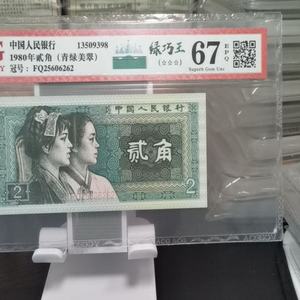 中国人民银行 13509398
1980年贰角（青绿美翠）
冠号：FQ25606262
绿巧王
(☆☆☆)
67 EPQ
Superb Gem Unc
中国人民银行
贰角
2
2